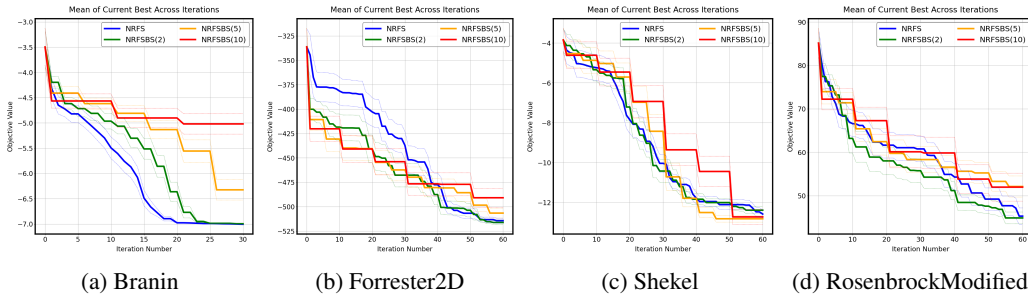 Mean of Current Best Across Iterations
Objective Value
−3.0
−3.5
−4.0
−4.5
−5.0
−5.5
−6.0
−6.5
−7.0
NRFS
NRFSBS(2)
NRFSBS(5)
NRFSBS(10)
0 5 10 15 20 25 30
Iteration Number
(a) Branin
Mean of Current Best Across Iterations
Objective Value
−325
−350
−375
−400
−425
−450
−475
−500
−525
NRFS
NRFSBS(2)
NRFSBS(5)
NRFSBS(10)
0 10 20 30 40 50 60
Iteration Number
(b) Forrester2D
Mean of Current Best Across Iterations
Objective Value
−4
−6
−8
−10
−12
NRFS
NRFSBS(2)
NRFSBS(5)
NRFSBS(10)
0 10 20 30 40 50 60
Iteration Number
(c) Shekel
Mean of Current Best Across Iterations
Objective Value
90
80
70
60
50
NRFS
NRFSBS(2)
NRFSBS(5)
NRFSBS(10)
0 10 20 30 40 50 60
Iteration Number
(d) RosenbrockModified